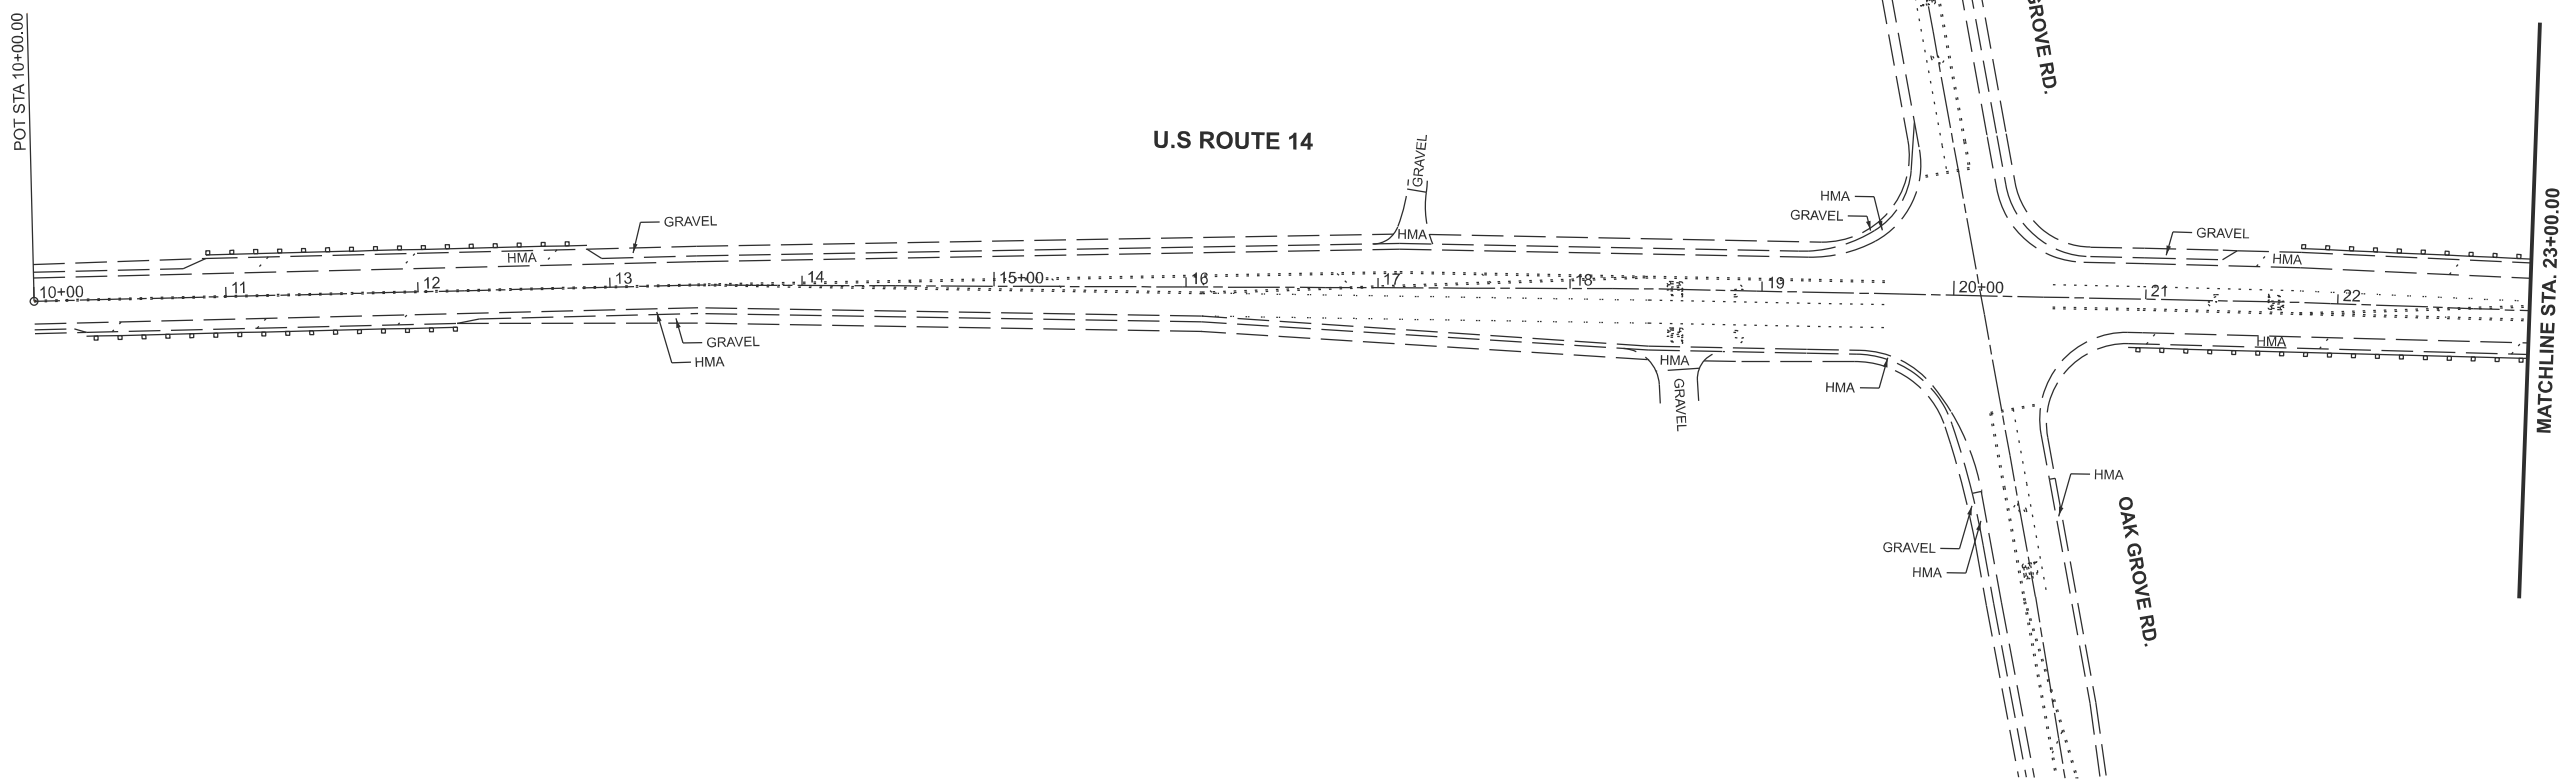 POT STA 10+00.00
GROVE RD.
U.S ROUTE 14
GRAVEL
HMA
GRAVEL
GRAVEL
HMA
HMA
GRAVEL
HMA
MATCHLINE STA. 23+00.00
HMA
10+00
11
12
13
14
15+00
16
17
18
19
20+00
21
22
GRAVEL
HMA
HMA
GRAVEL
HMA
HMA
HMA
GRAVEL
HMA
OAK GROVE RD.